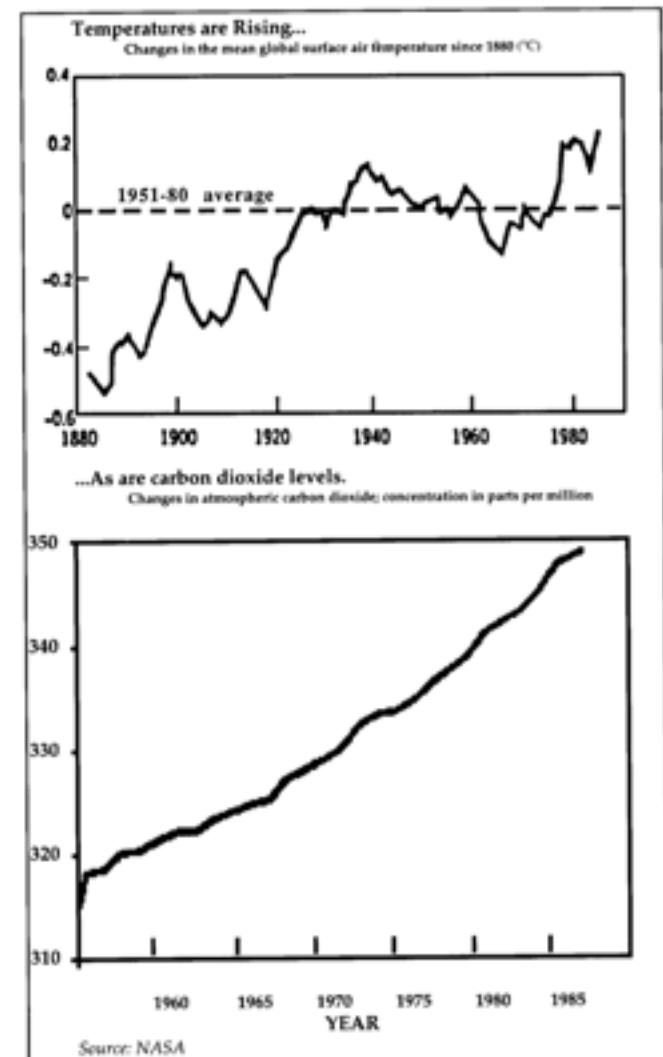 Temperatures are Rising...
Changes in the mean global surface air temperature since 1880 (°C)
0.4
0.2
1951-80 average
0
-0.2
-0.4
-0.6
1880 1900 1920 1940 1960 1980
...As are carbon dioxide levels.
Changes in atmospheric carbon dioxide; concentration in parts per million
350
340
330
320
310
1960 1965 1970 1975 1980 1985
YEAR
Source: NASA